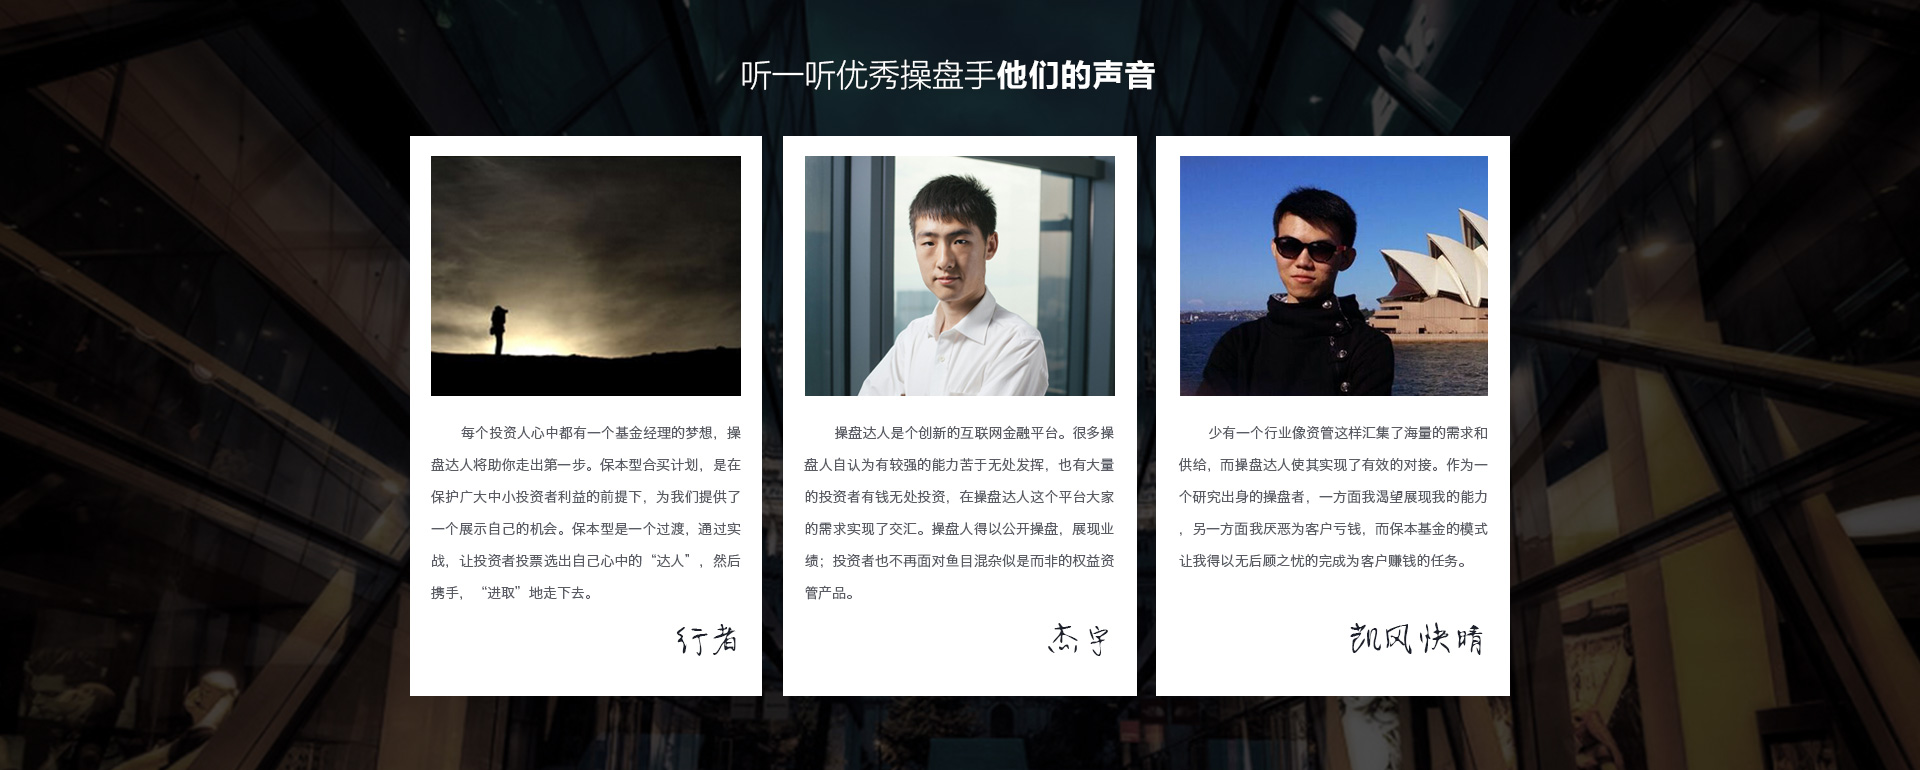 听一听优秀操盘手他们的声音
每个投资人心中都有一个基金经理的梦想，操
盘达人将助你走出第一步。保本型合买计划，是在
保护广大中小投资者利益的前提下，为我们提供了
一个展示自己的机会。保本型是一个过渡，通过实
战，让投资者投票选出自己心中的“达人”，然后
携手，“进取”地走下去。
行者
操盘达人是个创新的互联网金融平台。很多操
盘人自认为有较强的能力苦于无处发挥，也有大量
的投资者有钱无处投资，在操盘达人这个平台大家
的需求实现了交汇。操盘人得以公开操盘，展现业
绩；投资者也不再面对鱼目混杂似是而非的权益资
管产品。
杰宇
少有一个行业像资管这样汇集了海量的需求和
供给，而操盘达人使其实现了有效的对接。作为一
个研究出身的操盘者，一方面我渴望展现我的能力
，另一方面我厌恶为客户亏钱，而保本基金的模式
让我得以无后顾之忧的完成为客户赚钱的任务。
凯风快晴